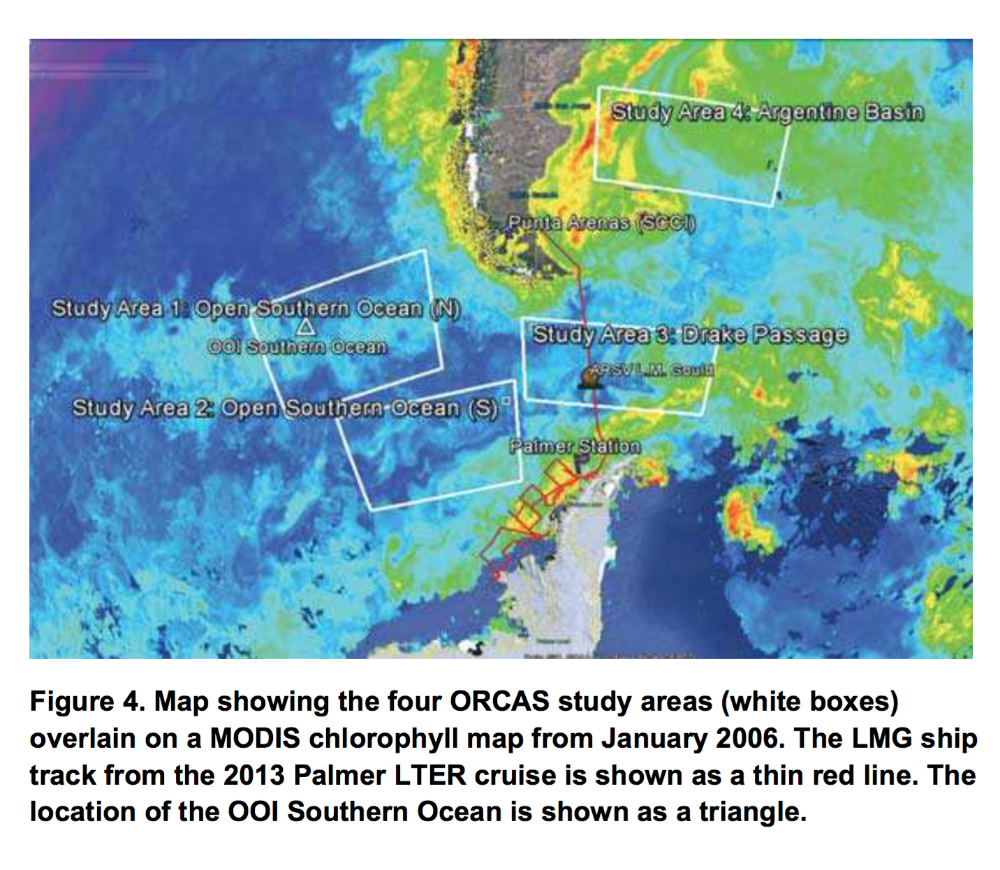 Study Area 4: Argentine Basin
Punta Arenas (SCCI)
Study Area 1: Open Southern Ocean (N)
OOI Southern Ocean
Study Area 3: Drake Passage
ARSV L.M. Gould
Study Area 2: Open Southern Ocean (S)
Palmer Station
Figure 4. Map showing the four ORCAS study areas (white boxes)
overlain on a MODIS chlorophyll map from January 2006. The LMG ship
track from the 2013 Palmer LTER cruise is shown as a thin red line. The
location of the OOI Southern Ocean is shown as a triangle.